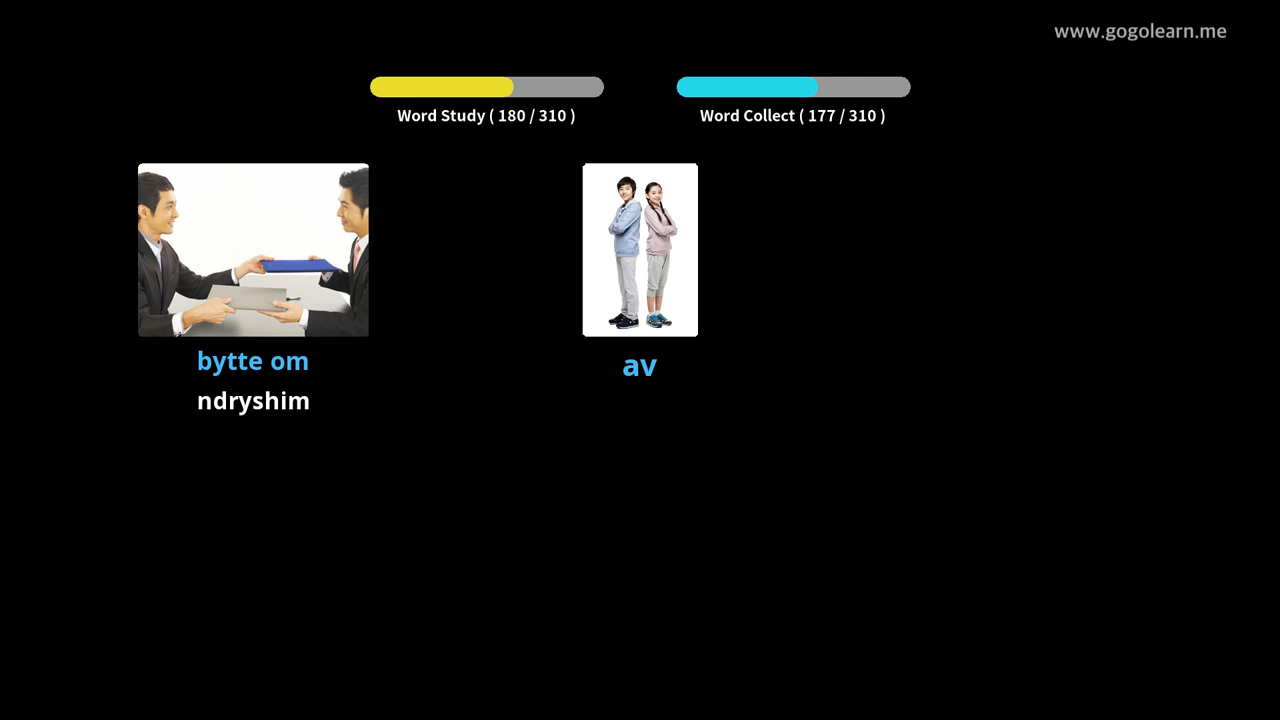 www.gogolearn.me
Word Study ( 180 / 310 )
Word Collect ( 177 / 310 )
bytte om
ndryshim
av